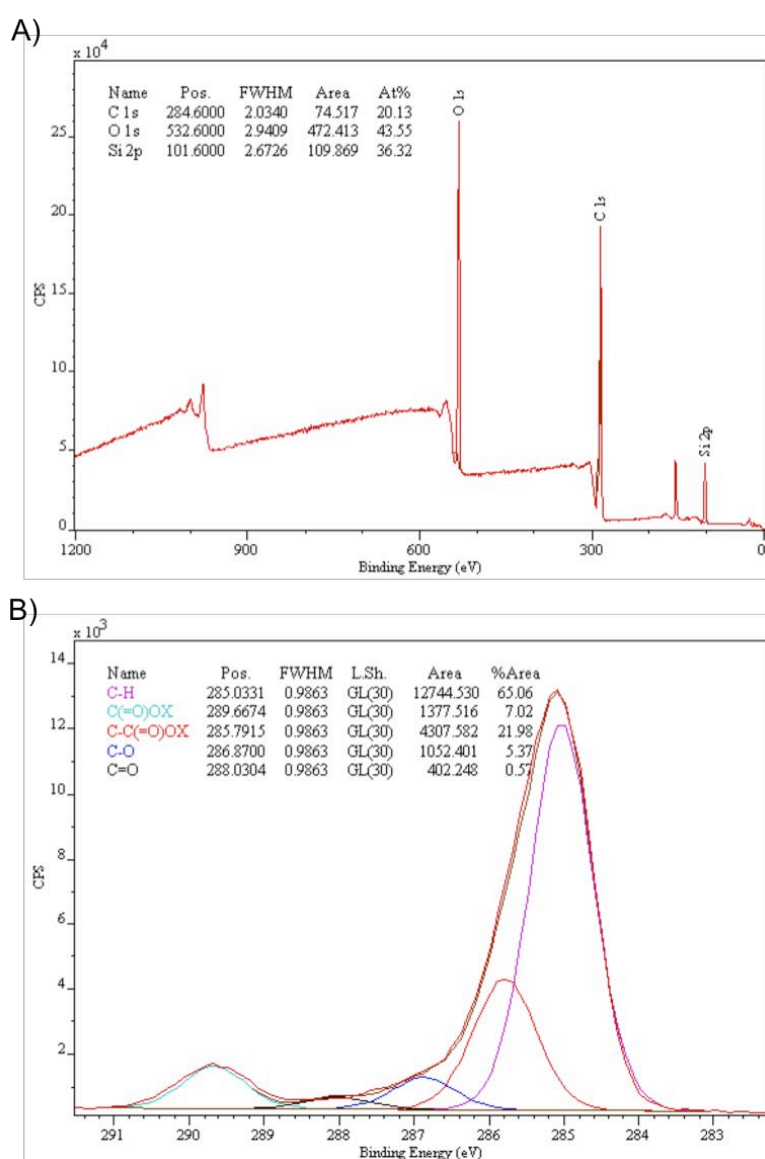 A)
x 10⁴
Name Pos. FWHM Area At%
C 1s 284.6000 2.0340 74.517 20.13
O 1s 532.6000 2.9409 472.413 43.55
Si 2p 101.6000 2.6726 109.869 36.32
O 1s
C 1s
Si 2p
25
20
15
10
5
0
CPS
1200 900 600 300 0
Binding Energy (eV)
B)
x 10³
Name Pos. FWHM L.Sh. Area %Area
C-H 285.0331 0.9863 GL(30) 12744.530 65.06
C(=O)OX 289.6674 0.9863 GL(30) 1377.516 7.02
C-C(=O)OX 285.7915 0.9863 GL(30) 4307.582 21.98
C-O 286.8700 0.9863 GL(30) 1052.401 5.37
C=O 288.0304 0.9863 GL(30) 402.248 0.57
14
12
10
8
6
4
2
CPS
291 290 289 288 287 286 285 284 283
Binding Energy (eV)